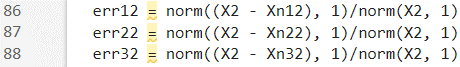 86 err12 = norm((X2 - Xn12), 1)/norm(X2, 1)
87 err22 = norm((X2 - Xn22), 1)/norm(X2, 1)
88 err32 = norm((X2 - Xn32), 1)/norm(X2, 1)